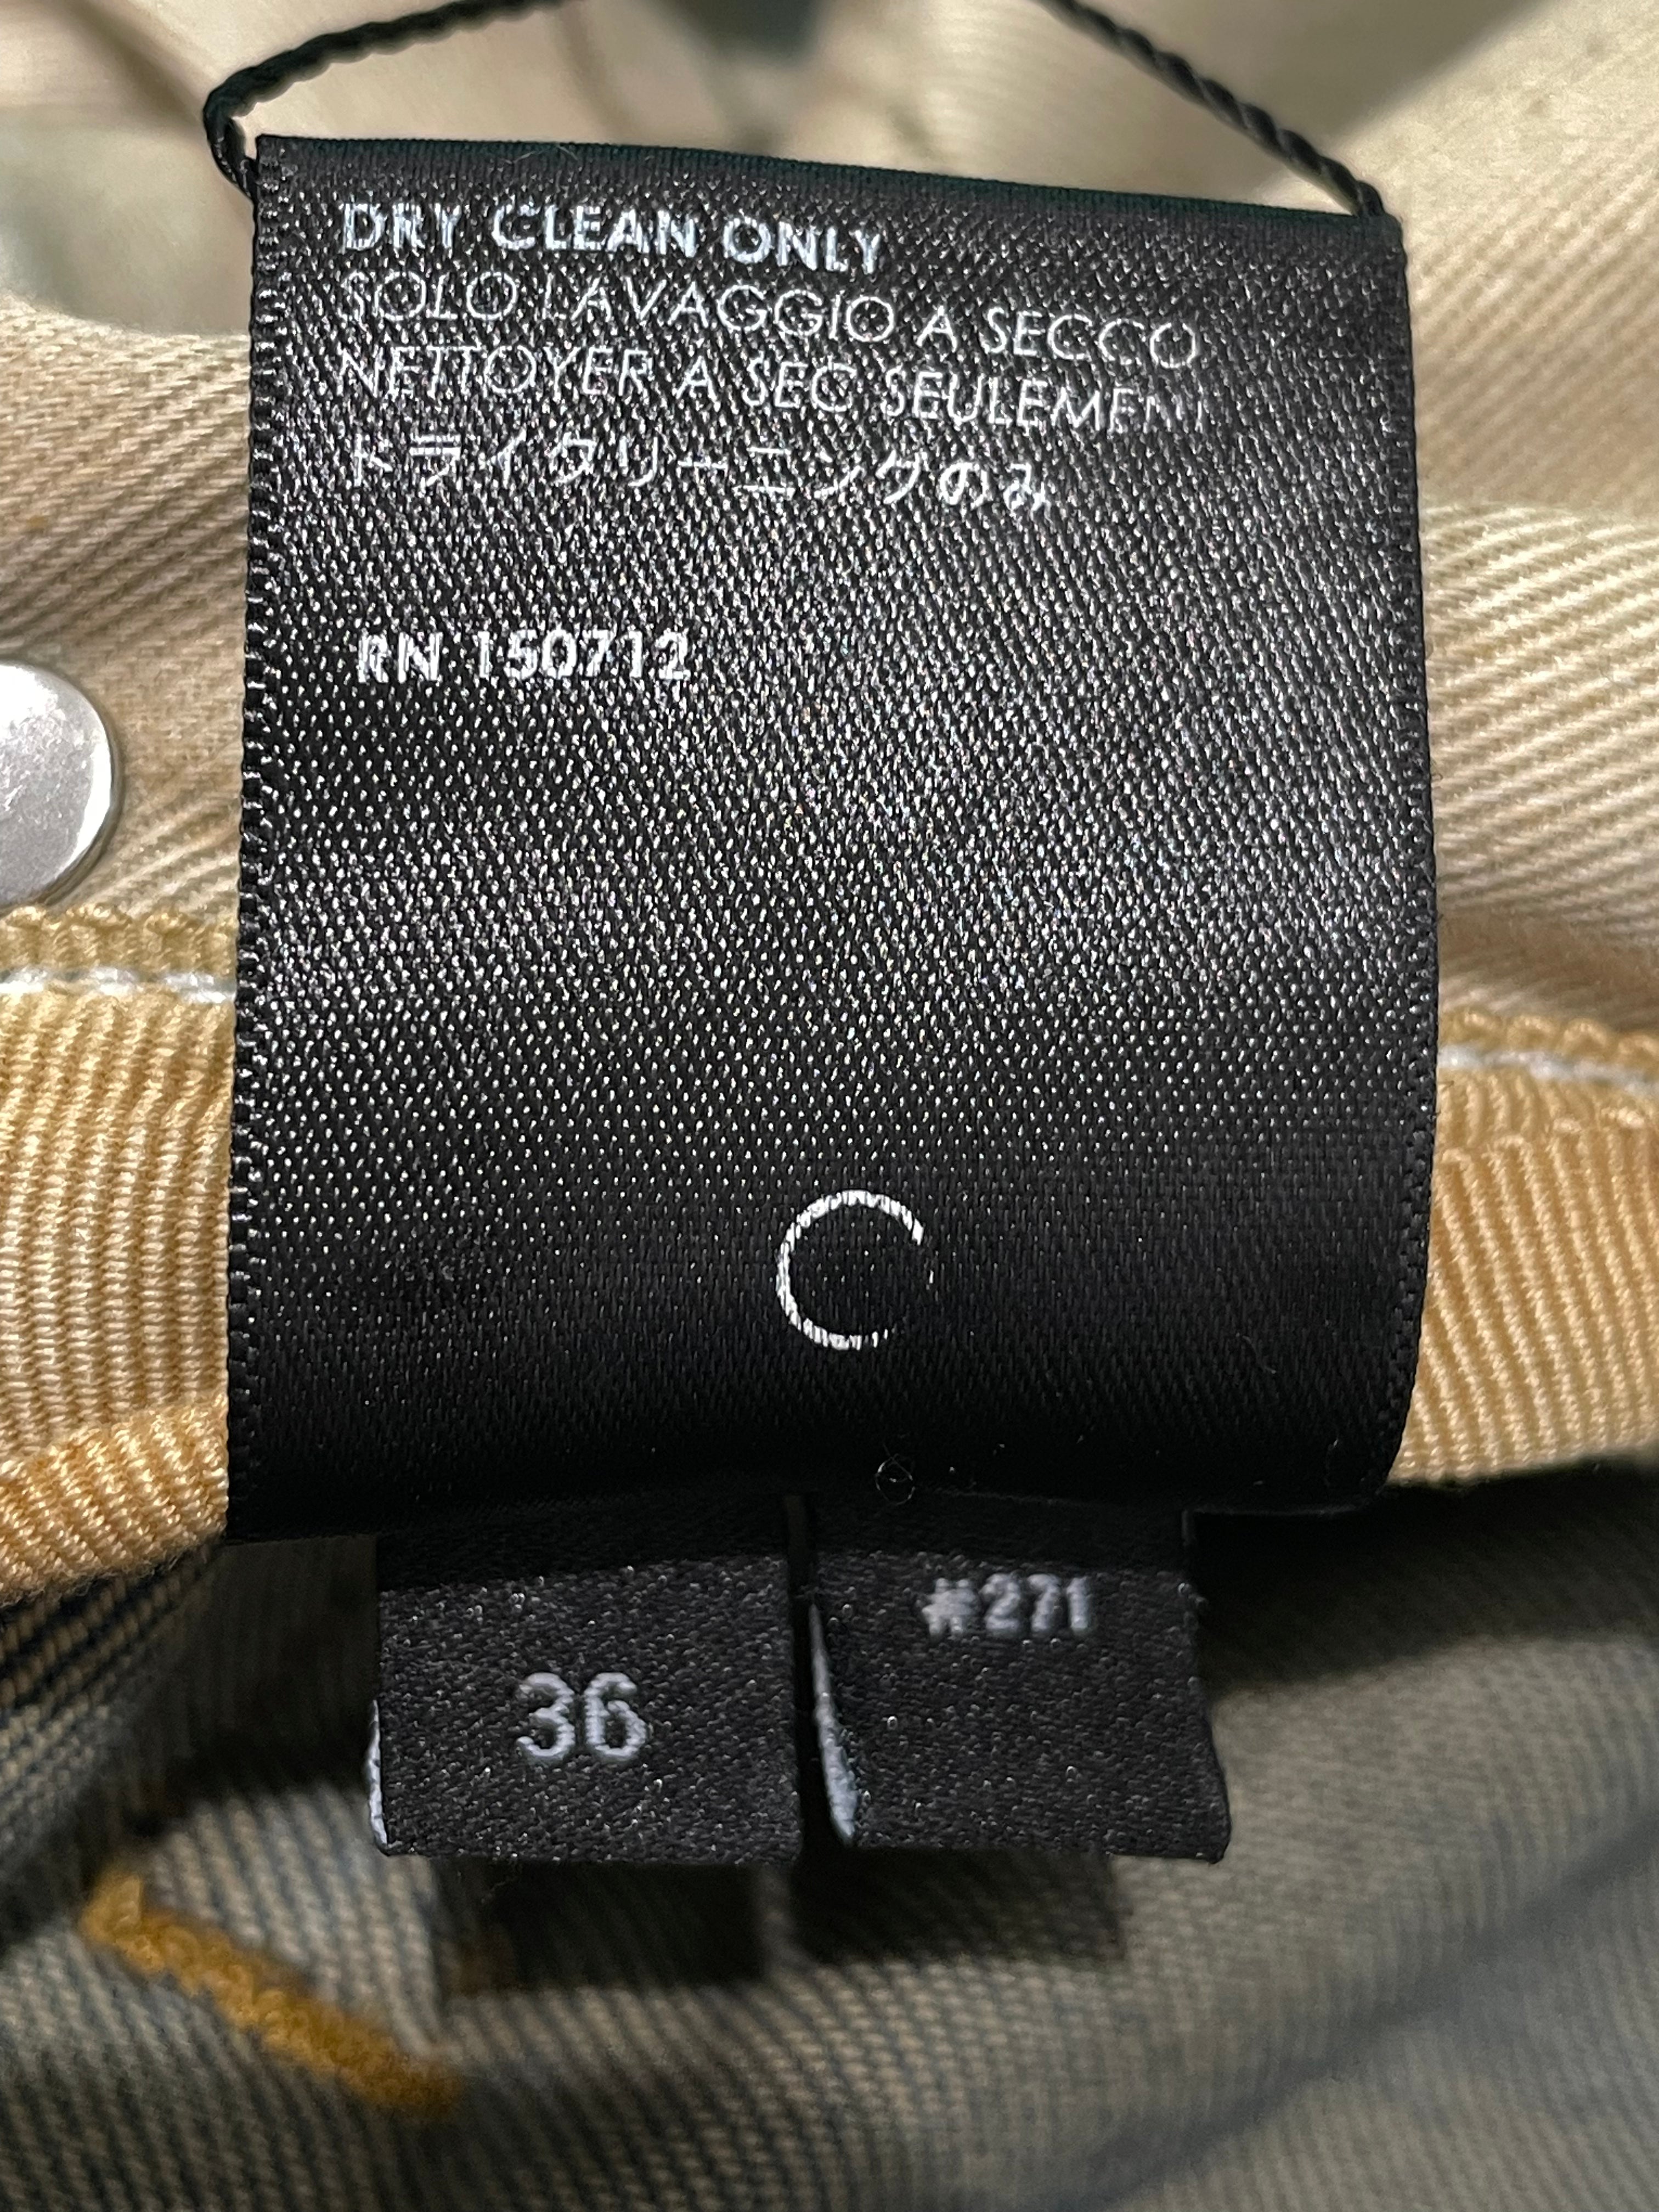 DRY CLEAN ONLY
SOLO LAVAGGIO A SECCO
NETTOYER A SEC SEULEMENT
ドライクリーニングのみ
RN 150712
C
#271
36